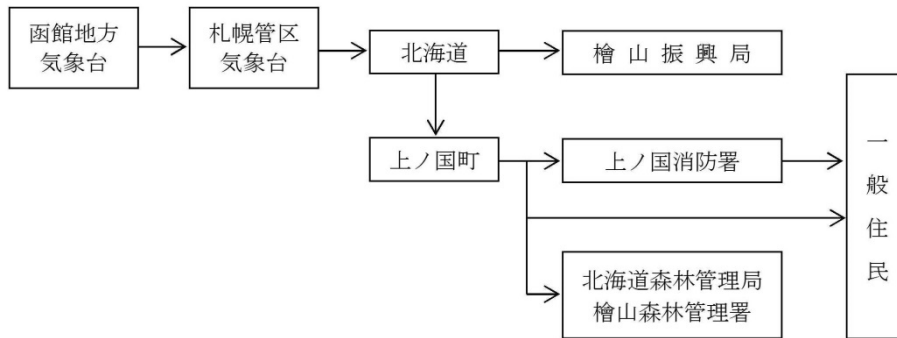 函館地方
気象台
札幌管区
気象台
北海道
檜山振興局
上ノ国町
上ノ国消防署
一般住民
北海道森林管理局
檜山森林管理署